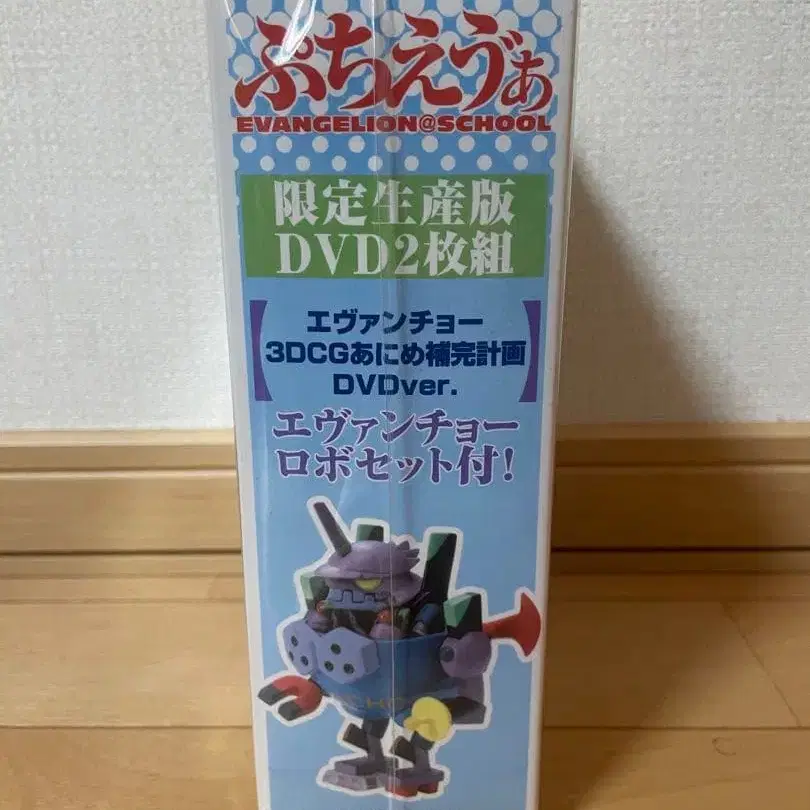 ぷちえゔぁ
EVANGELION@SCHOOL
限定生産版
DVD2枚組
エヴァンチョー
3DCGあにめ補完計画
DVDver.
エヴァンチョー
ロボセット付!